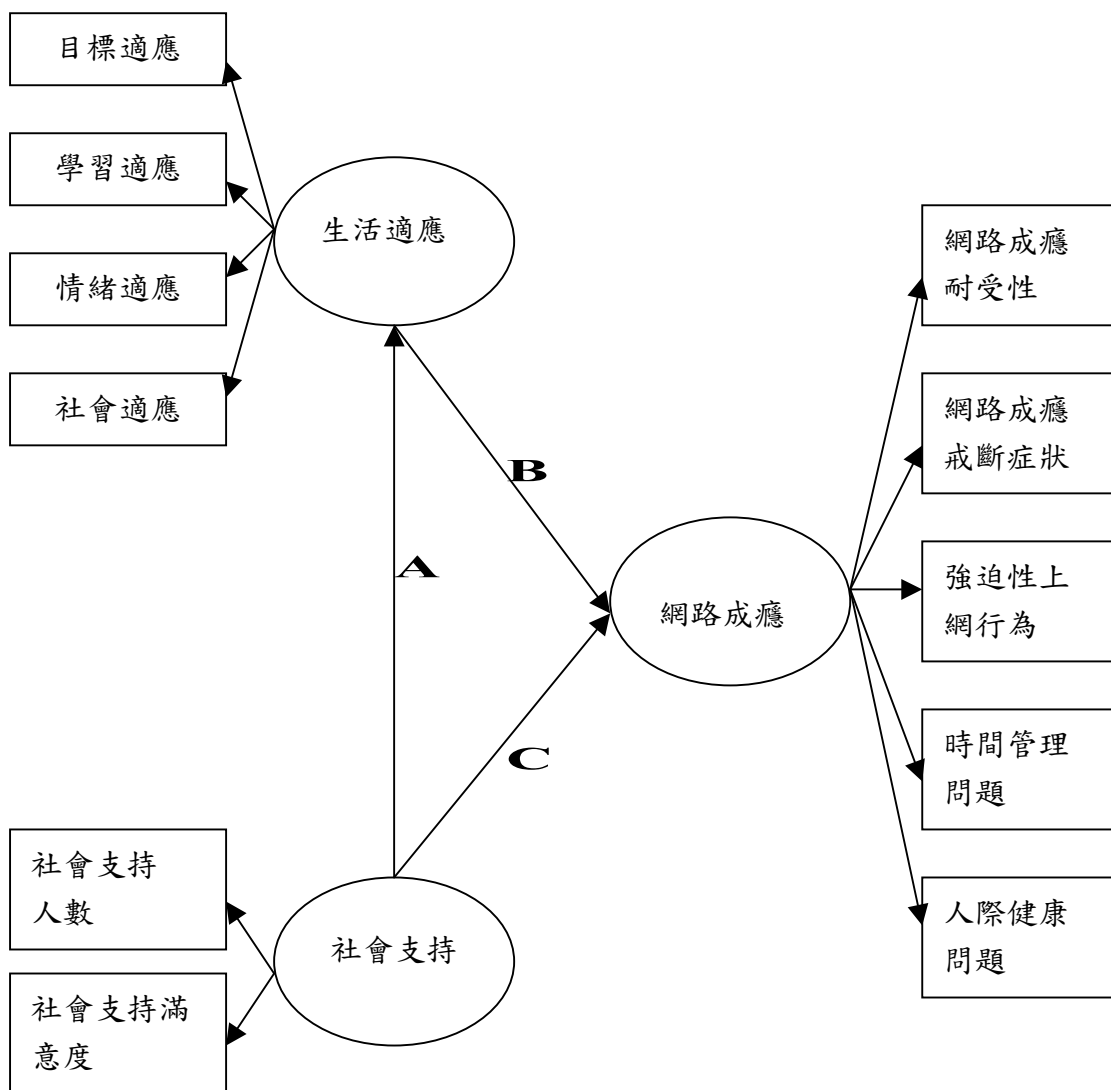 目標適應
學習適應
情緒適應
社會適應
生活適應
A
B
C
社會支持
人數
社會支持滿
意度
社會支持
網路成癮
網路成癮
耐受性
網路成癮
戒斷症狀
強迫性上
網行為
時間管理
問題
人際健康
問題